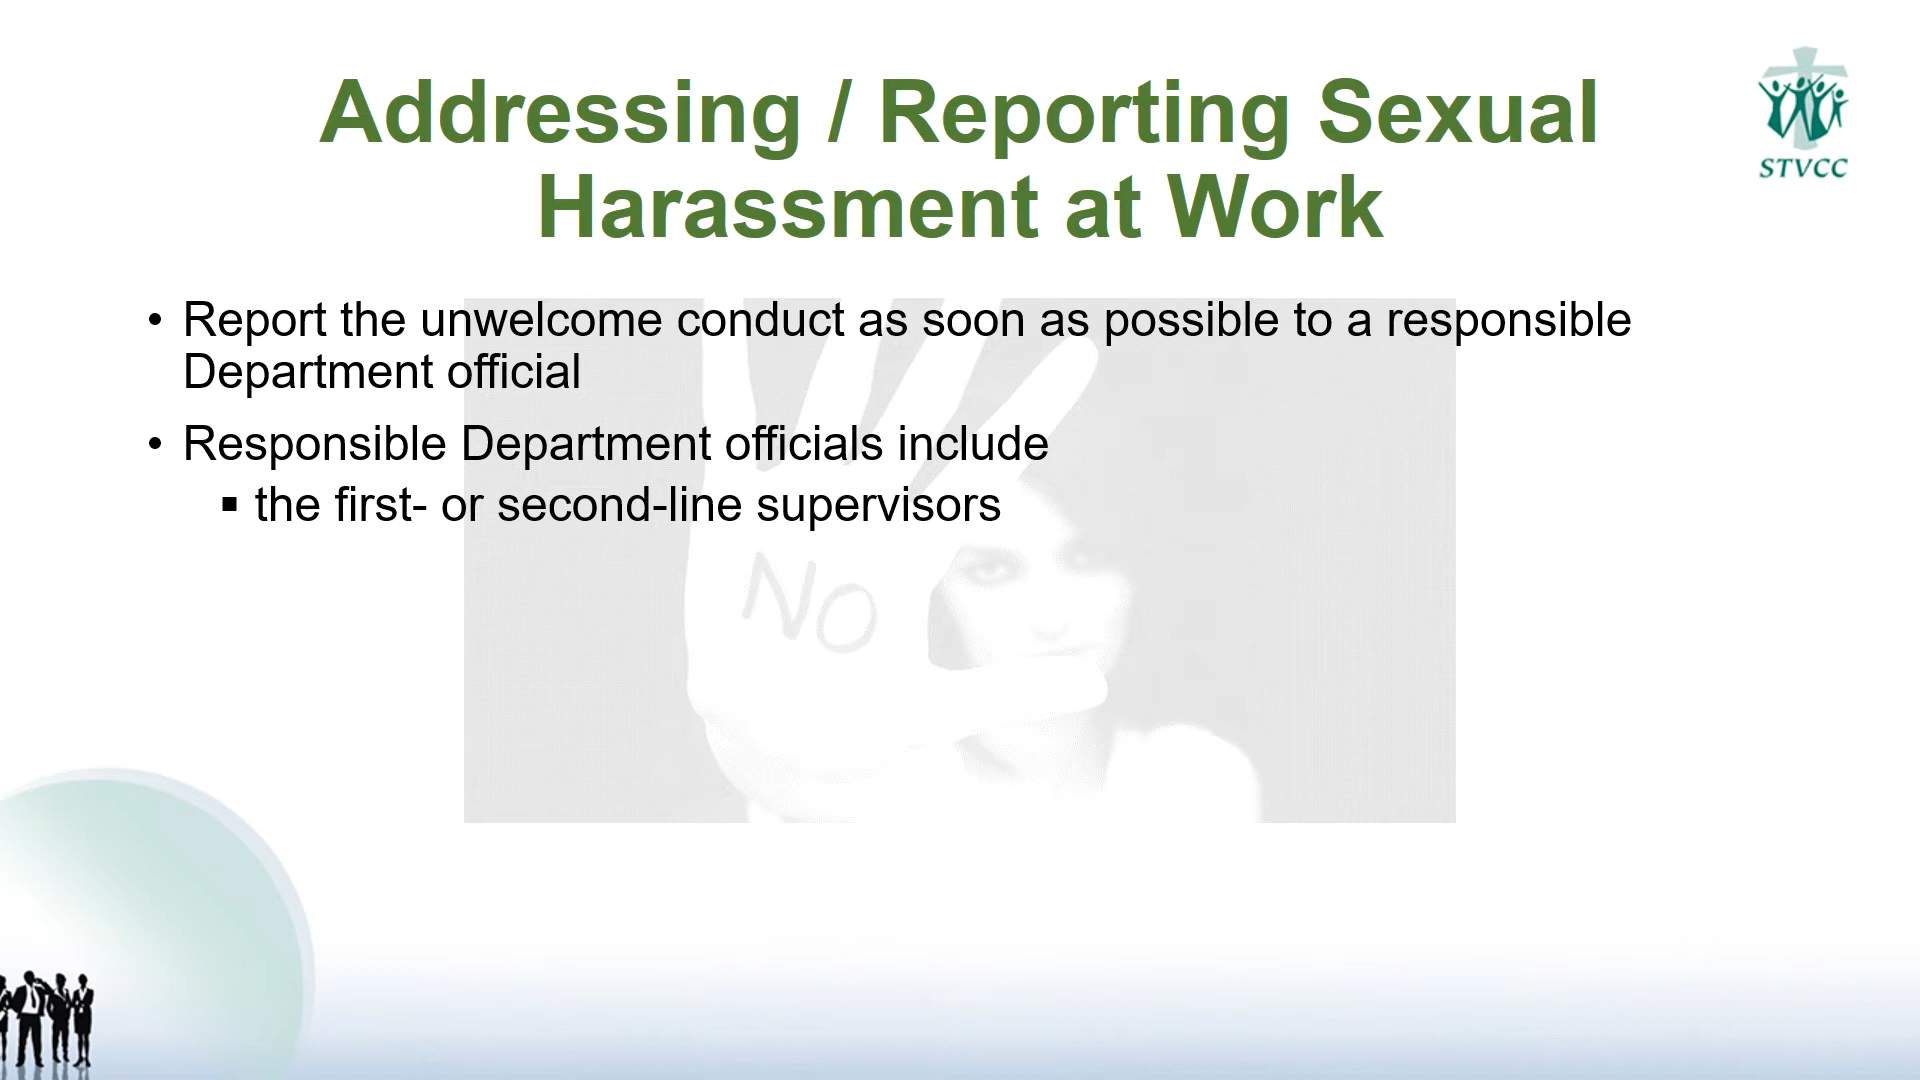 Addressing / Reporting Sexual
Harassment at Work
STVCC
• Report the unwelcome conduct as soon as possible to a responsible
Department official
• Responsible Department officials include
▪ the first- or second-line supervisors
NO